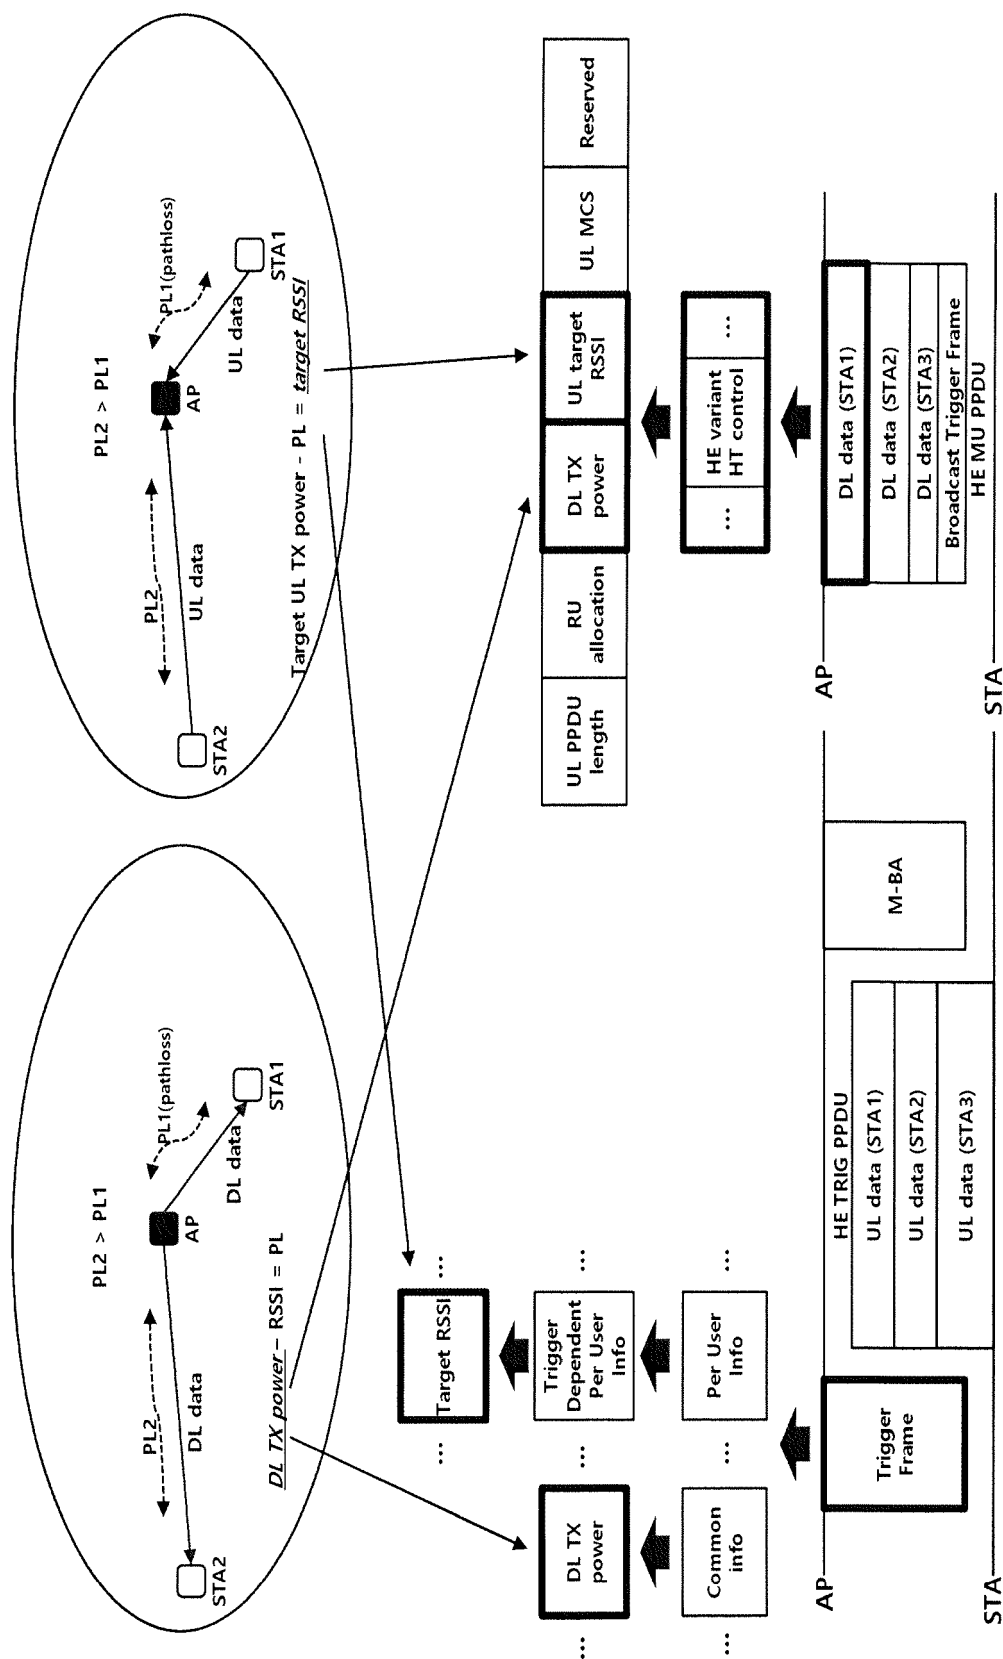 PL2 > PL1
PL2
PL1(pathloss)
AP
DL data
DL data
STA2
STA1
DL TX power – RSSI = PL
PL2 > PL1
PL2
PL1(pathloss)
AP
UL data
UL data
STA2
STA1
Target UL TX power – PL = target RSSI
... Target RSSI ...
... DL TX
power
... Trigger
Dependent
Per User
Info
...
... Common
info
... Per User
Info
...
UL PPDU
length
RU
allocation
DL TX
power
UL target
RSSI
UL MCS
Reserved
...
HE variant
HT control
...
AP
Trigger
Frame
HE TRIG PPDU
UL data (STA1)
UL data (STA2)
UL data (STA3)
M-BA
STA
AP
DL data (STA1)
DL data (STA2)
DL data (STA3)
Broadcast Trigger Frame
HE MU PPDU
STA